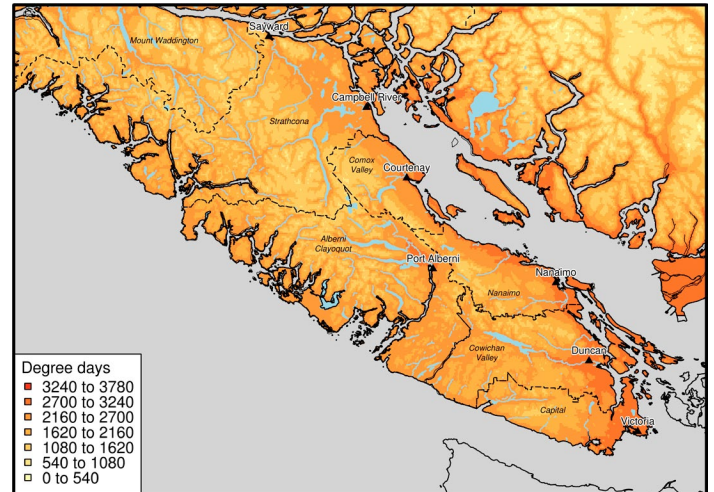 Sayward
Mount Waddington
Campbell River
Strathcona
Comox
Valley
Courtenay
Alberni
Clayoquot
Port Alberni
Nanaimo
Nanaimo
Cowichan
Valley
Duncan
Capital
Victoria
Degree days
3240 to 3780
2700 to 3240
2160 to 2700
1620 to 2160
1080 to 1620
540 to 1080
0 to 540